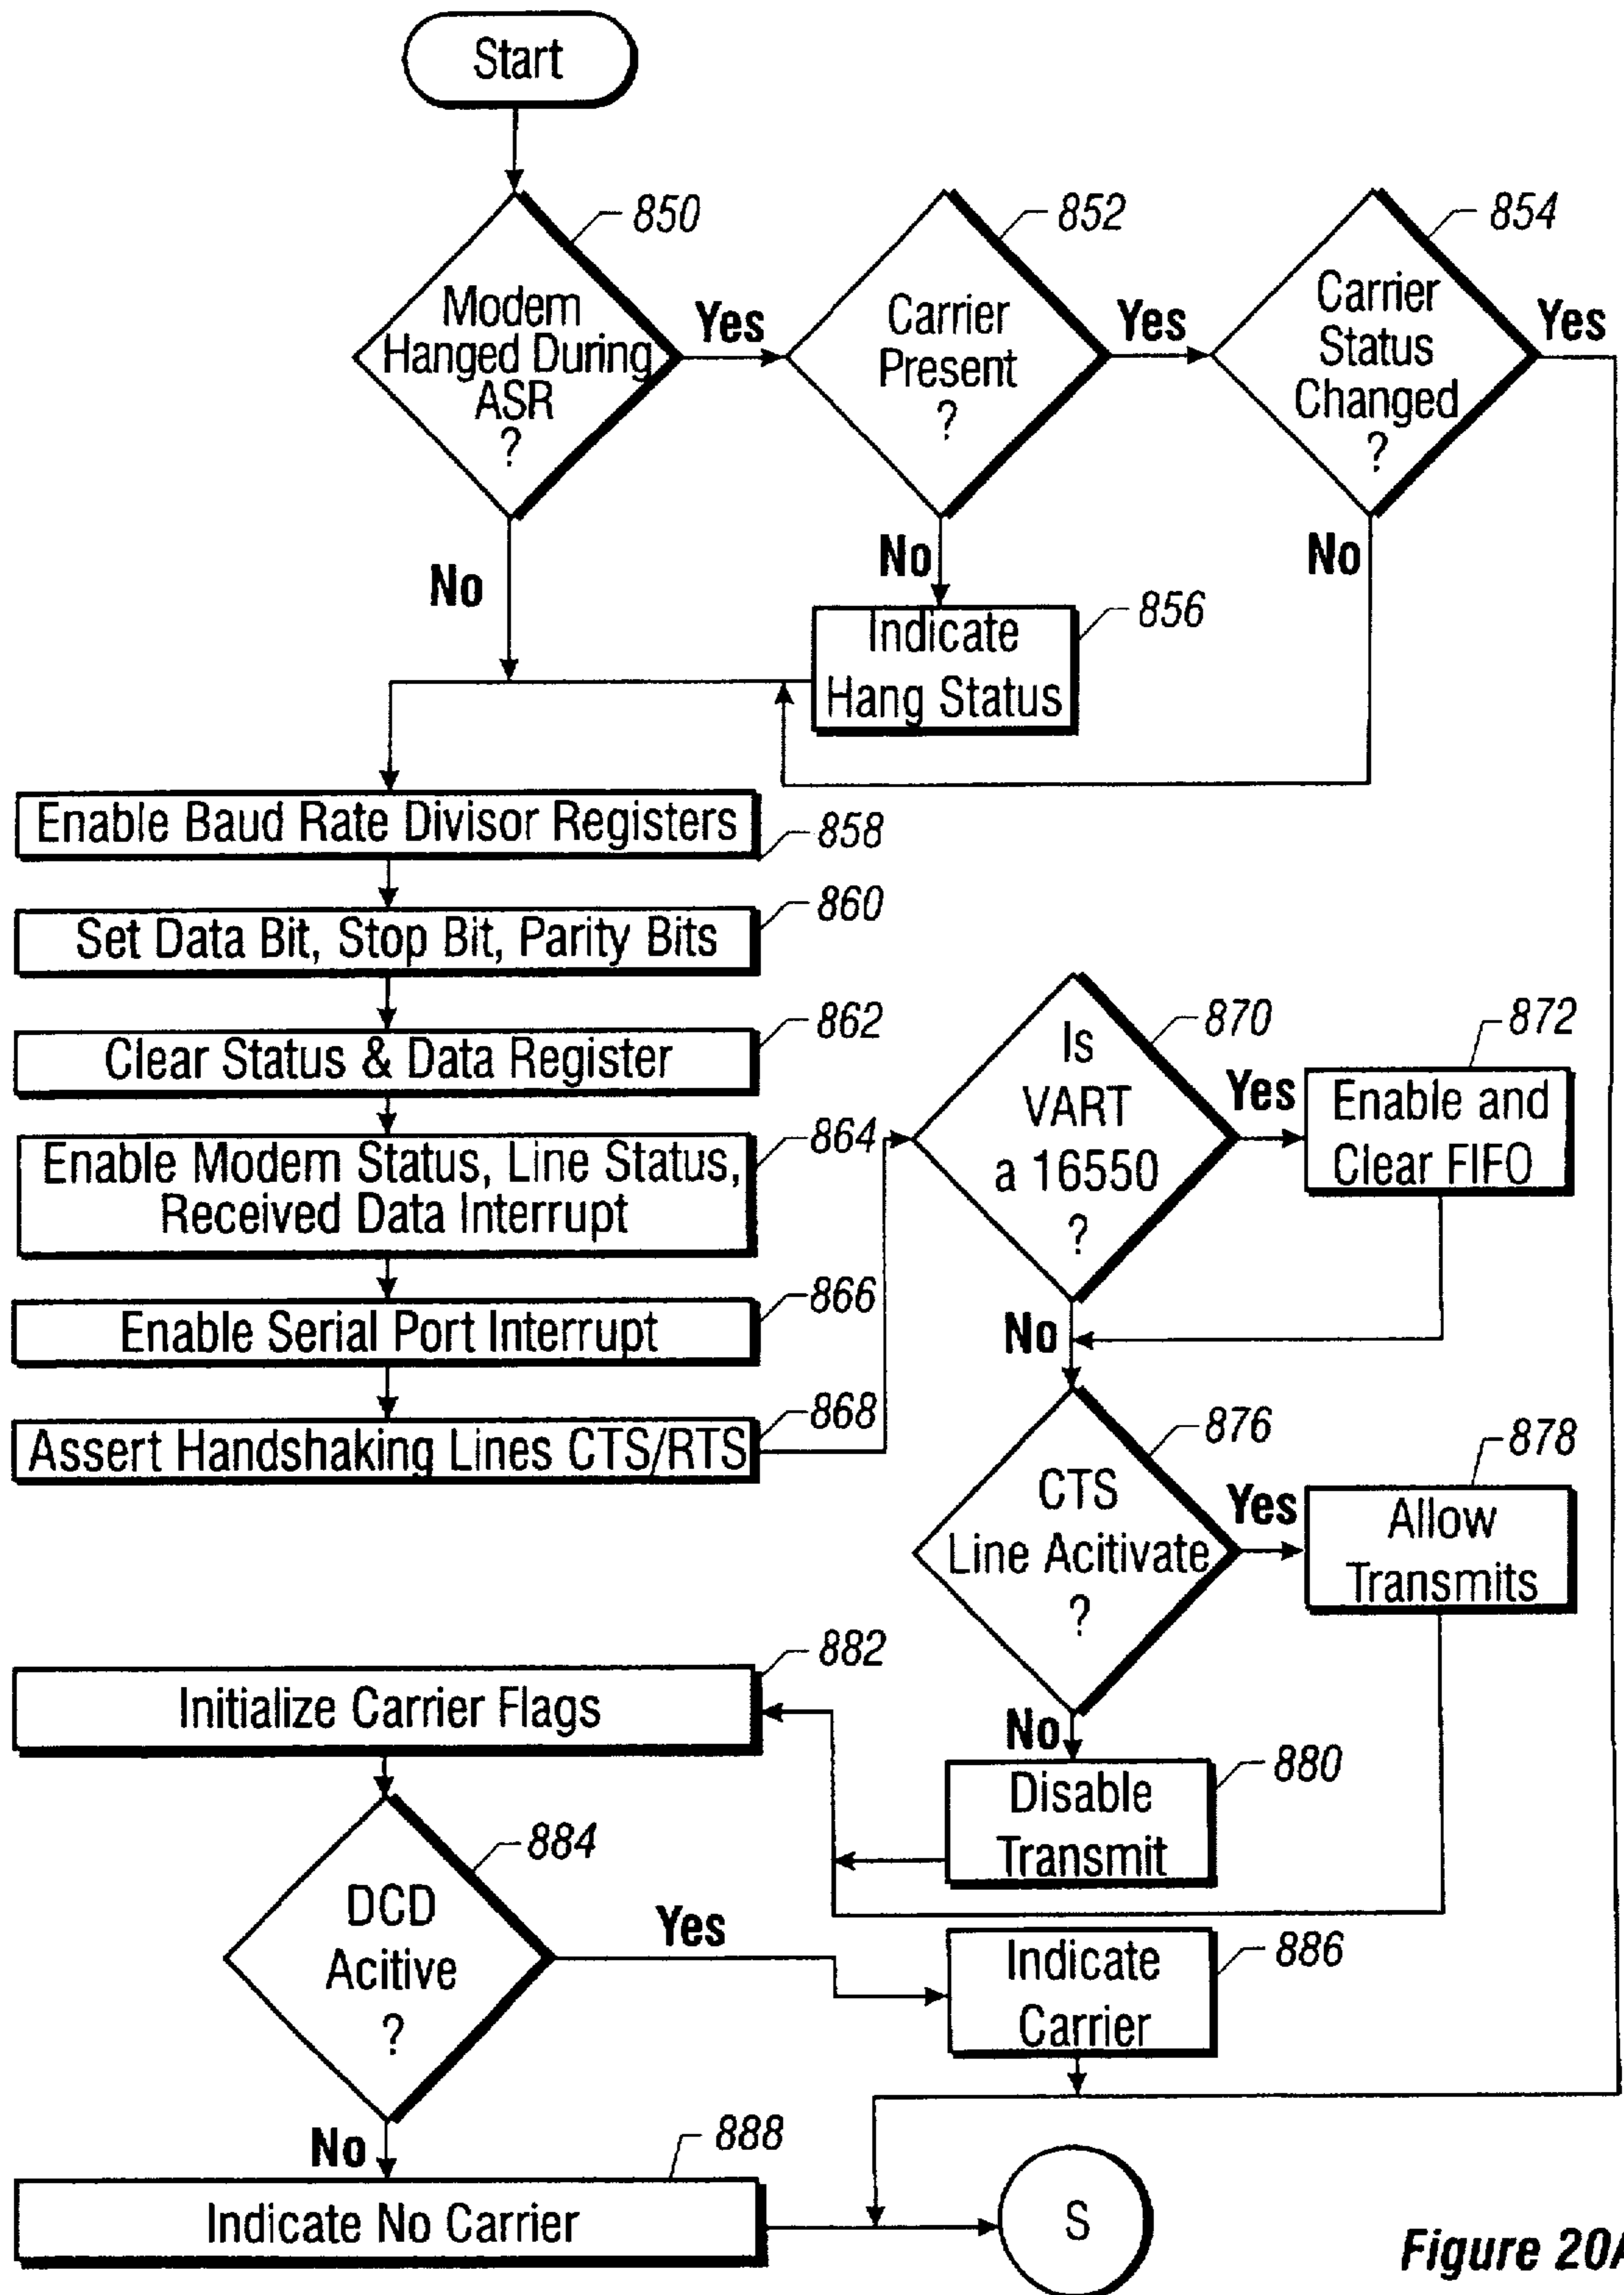 Start
850
Modem
Hanged During
ASR
?
Yes
No
852
Carrier
Present
?
Yes
No
854
Carrier
Status
Changed
?
Yes
No
Indicate
Hang Status
856
Enable Baud Rate Divisor Registers
858
Set Data Bit, Stop Bit, Parity Bits
860
Clear Status & Data Register
862
Enable Modem Status, Line Status,
Received Data Interrupt
864
Enable Serial Port Interrupt
866
Assert Handshaking Lines CTS/RTS
868
Is
VART
a 16550
?
870
Yes
No
Enable and
Clear FIFO
872
CTS
Line Acitivate
?
876
Yes
No
Allow
Transmits
878
Disable
Transmit
880
Initialize Carrier Flags
882
DCD
Acitive
?
884
Yes
No
Indicate
Carrier
886
Indicate No Carrier
888
S
Figure 20A